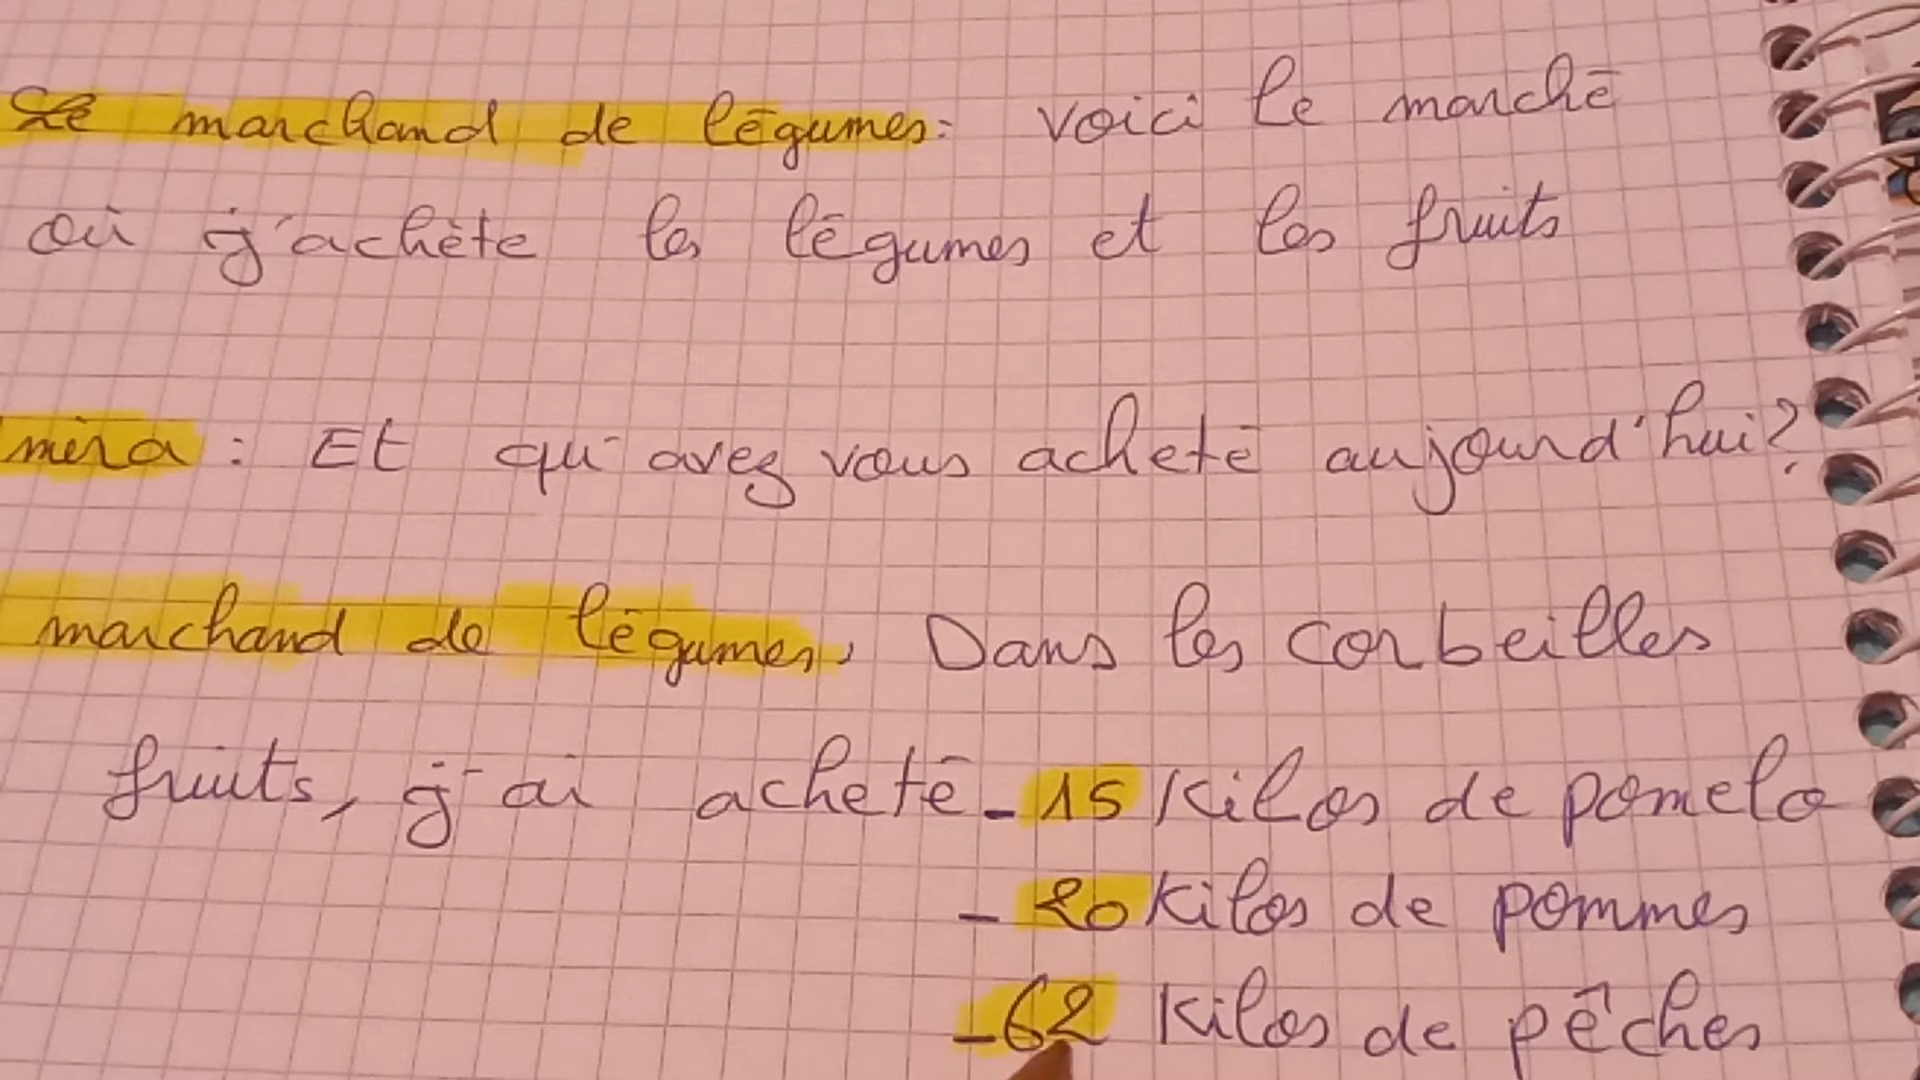 Le marchand de légumes: voici le marché
où j'achète les légumes et les fruits
mira : Et qu' avez vous acheté aujourd'hui?
marchand de légumes. Dans les corbeilles
fruits, j'ai acheté - 15 kilos de pomelo
- 20 kilos de pommes
- 62 kilos de pêches